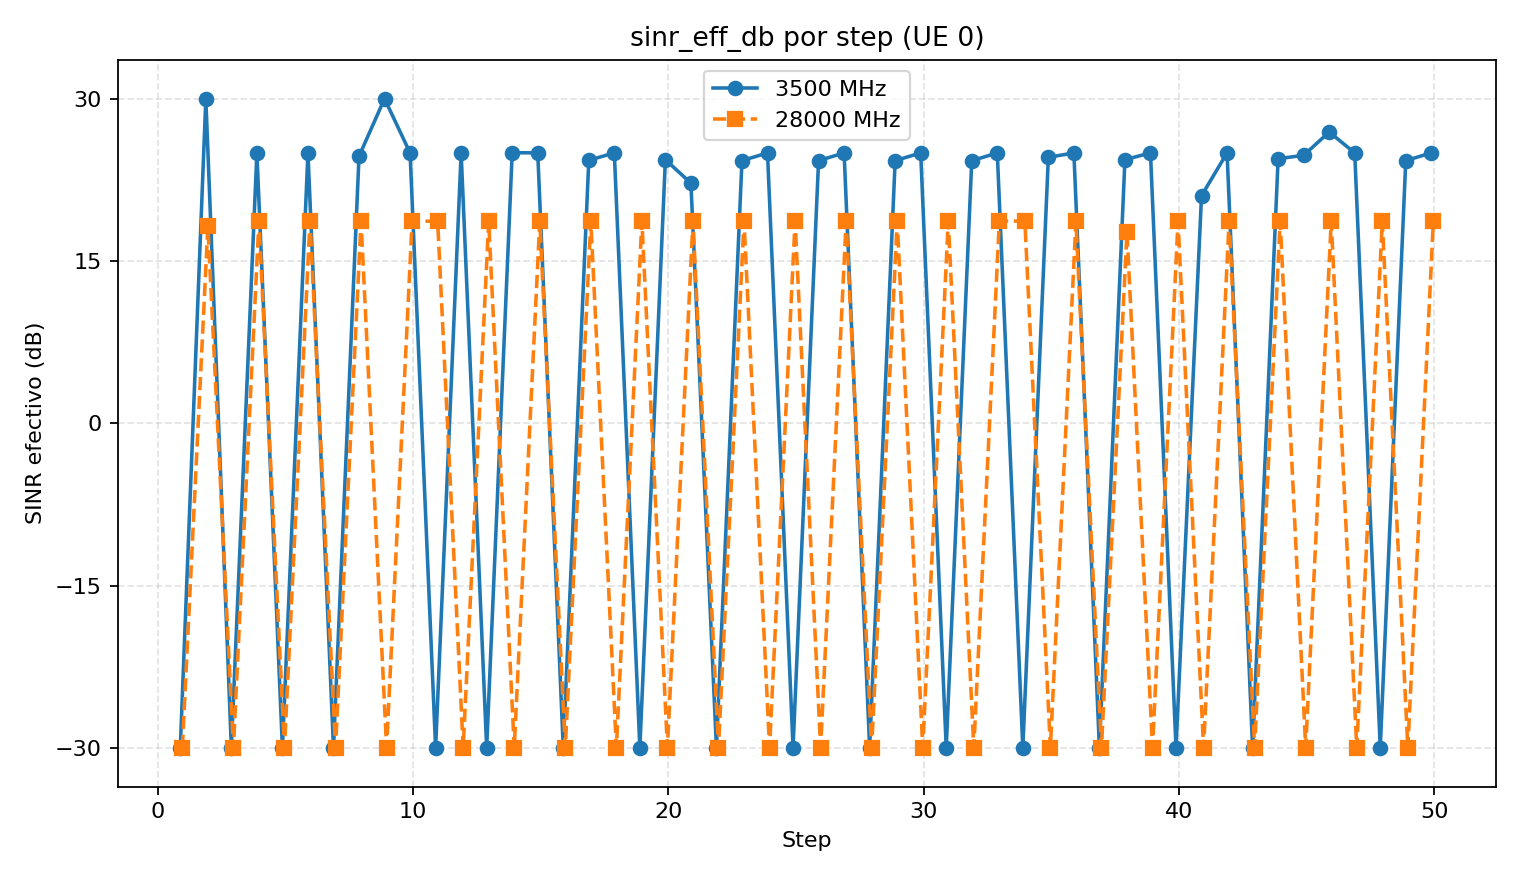 sinr_eff_db por step (UE 0)
3500 MHz
28000 MHz
SINR efectivo (dB)
30
15
0
−15
−30
0 10 20 30 40 50
Step